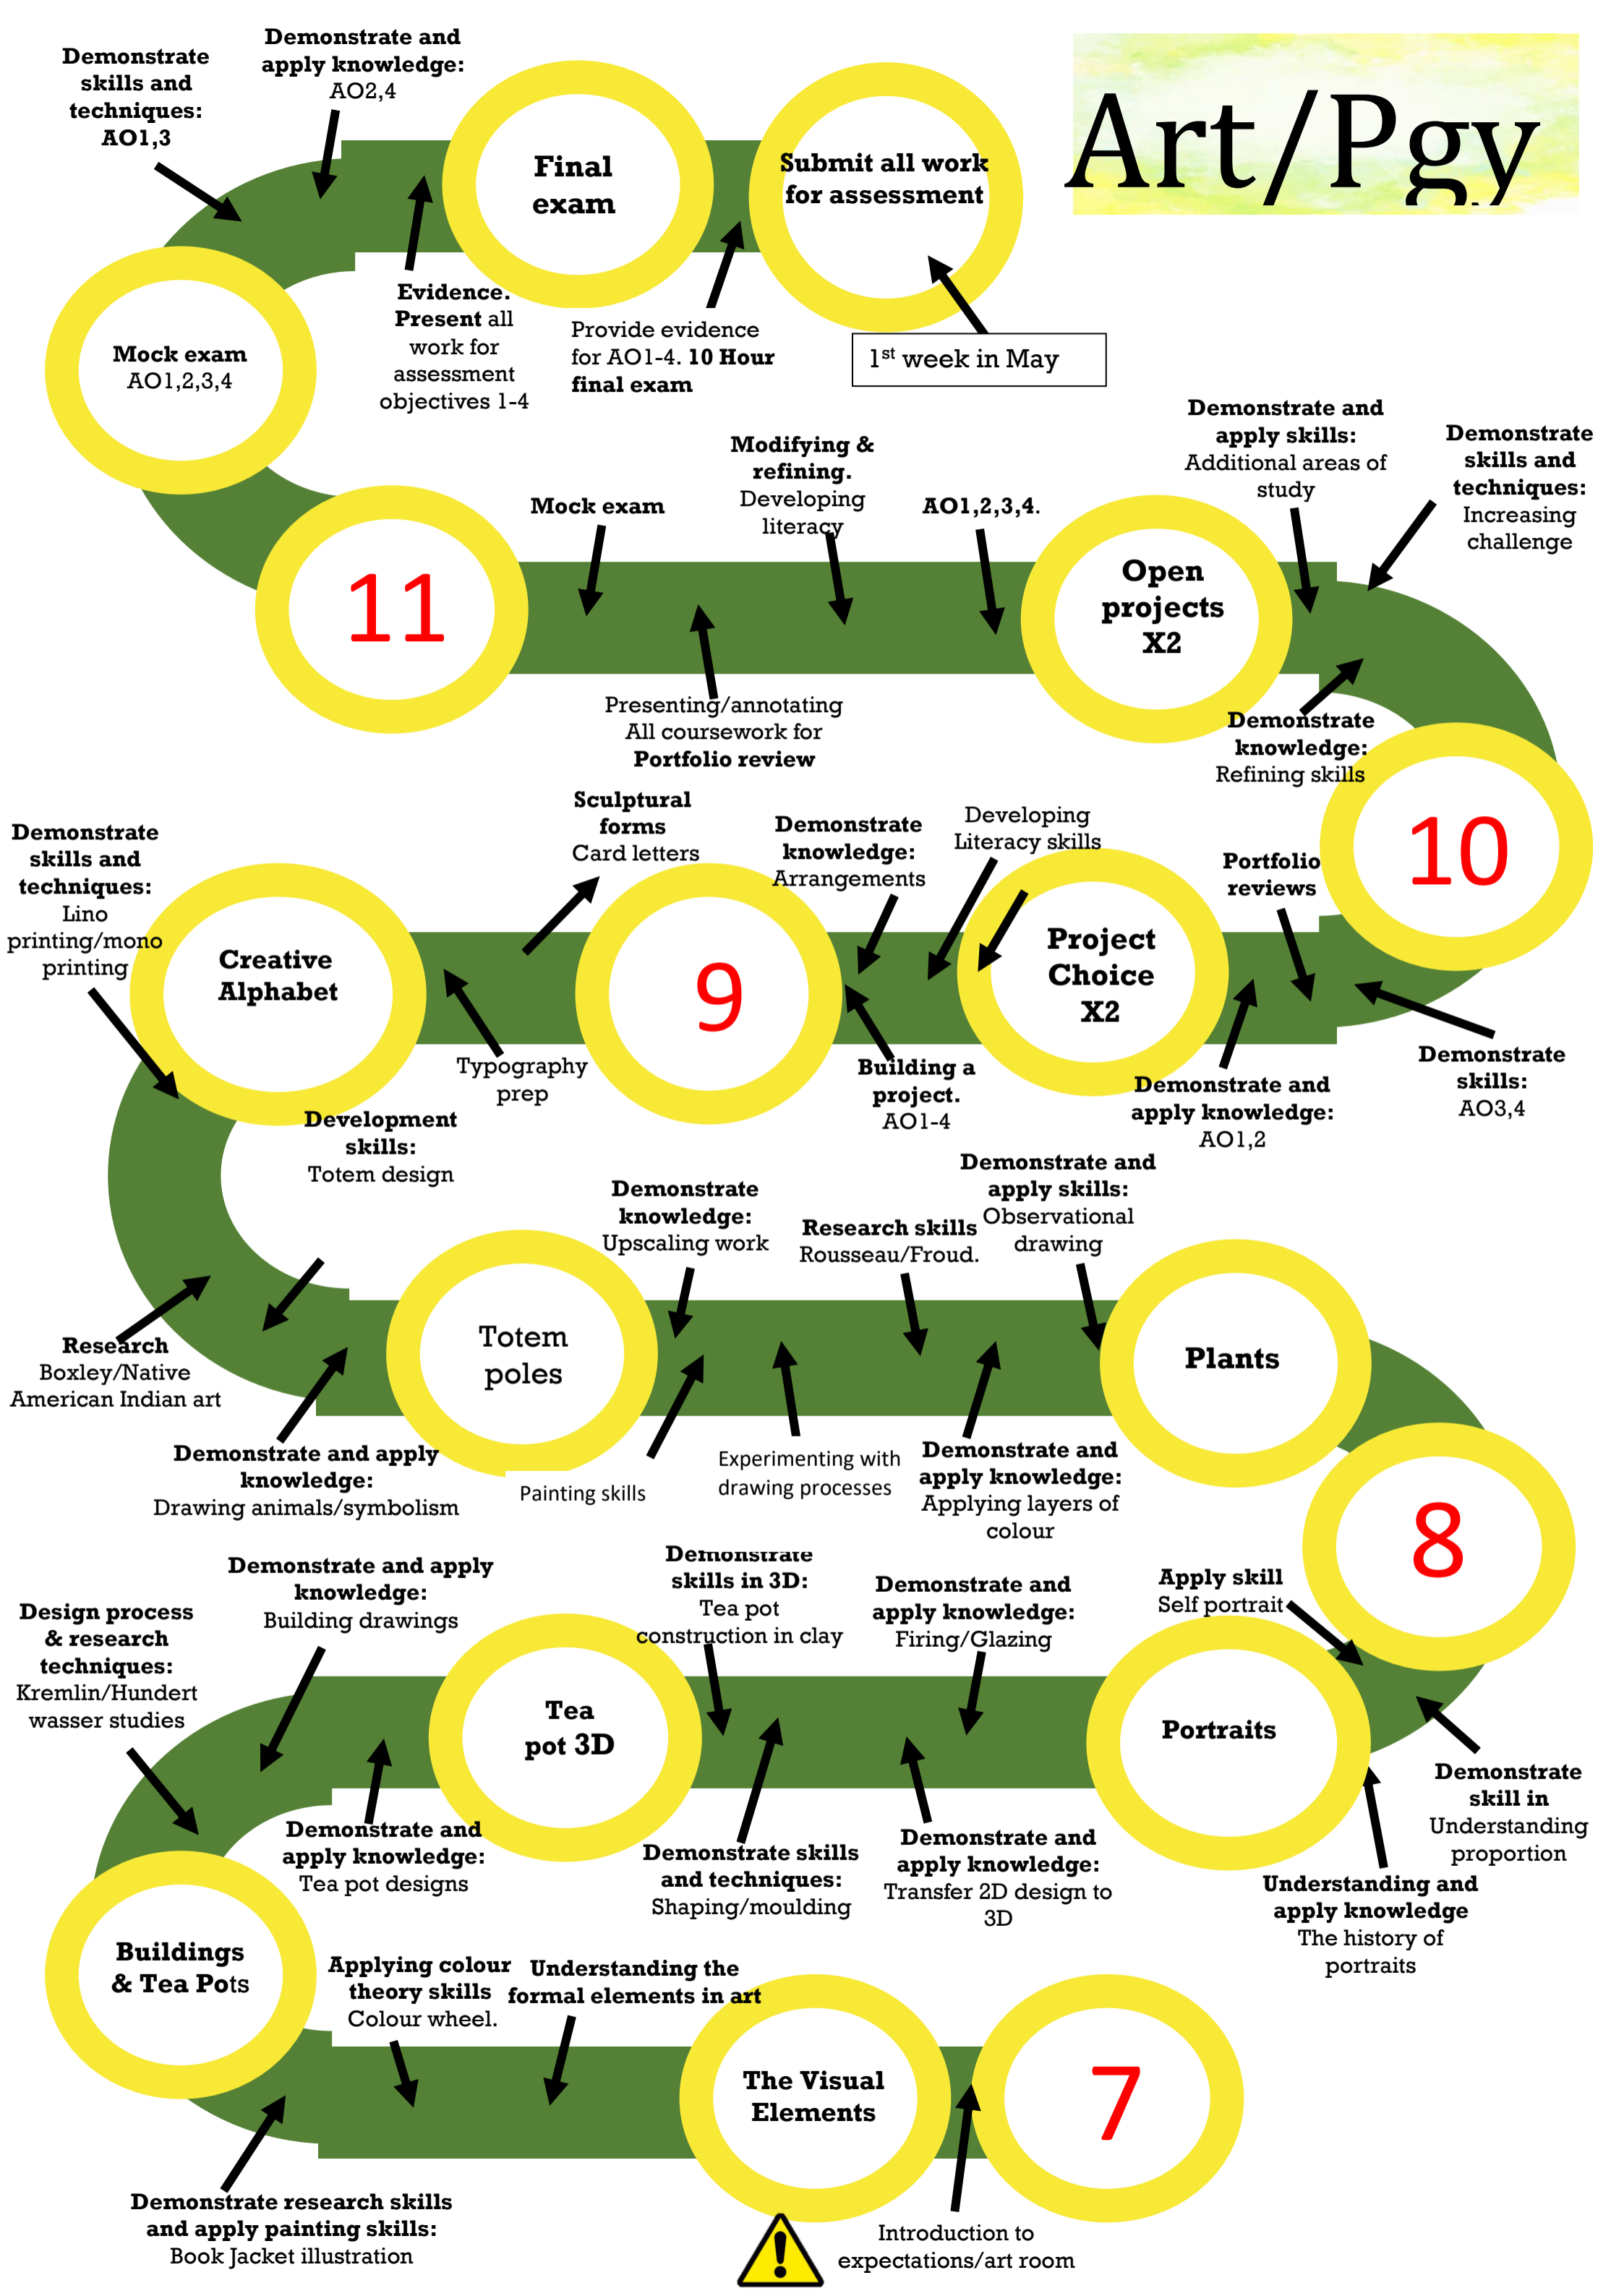 Art/Pgy
Demonstrate
skills and
techniques:
AO1,3
Demonstrate and
apply knowledge:
AO2,4
Final
exam
Submit all work
for assessment
Mock exam
AO1,2,3,4
Evidence.
Present all
work for
assessment
objectives 1-4
Provide evidence
for AO1-4. 10 Hour
final exam
1st week in May
11
Mock exam
Modifying &
refining.
Developing
literacy
AO1,2,3,4.
Open
projects
X2
Demonstrate and
apply skills:
Additional areas of
study
Demonstrate
skills and
techniques:
Increasing
challenge
Presenting/annotating
All coursework for
Portfolio review
Demonstrate
knowledge:
Refining skills
10
Demonstrate
skills and
techniques:
Lino
printing/mono
printing
Creative
Alphabet
Sculptural
forms
Card letters
Typography
prep
9
Demonstrate
knowledge:
Arrangements
Developing
Literacy skills
Building a
project.
AO1-4
Project
Choice
X2
Portfolio
reviews
Demonstrate and
apply knowledge:
AO1,2
Demonstrate
skills:
AO3,4
Development
skills:
Totem design
Research
Boxley/Native
American Indian art
Demonstrate and apply
knowledge:
Drawing animals/symbolism
Totem
poles
Demonstrate
knowledge:
Upscaling work
Painting skills
Experimenting with
drawing processes
Research skills
Rousseau/Froud.
Demonstrate and
apply skills:
Observational
drawing
Demonstrate and
apply knowledge:
Applying layers of
colour
Plants
8
Design process
& research
techniques:
Kremlin/Hundert
wasser studies
Demonstrate and apply
knowledge:
Building drawings
Demonstrate and
apply knowledge:
Tea pot designs
Tea
pot 3D
Demonstrate
skills in 3D:
Tea pot
construction in clay
Demonstrate skills
and techniques:
Shaping/moulding
Demonstrate and
apply knowledge:
Firing/Glazing
Demonstrate and
apply knowledge:
Transfer 2D design to
3D
Portraits
Apply skill
Self portrait
Demonstrate
skill in
Understanding
proportion
Understanding and
apply knowledge
The history of
portraits
Buildings
& Tea Pots
Applying colour
theory skills
Colour wheel.
Understanding the
formal elements in art
The Visual
Elements
7
Demonstrate research skills
and apply painting skills:
Book Jacket illustration
Introduction to
expectations/art room